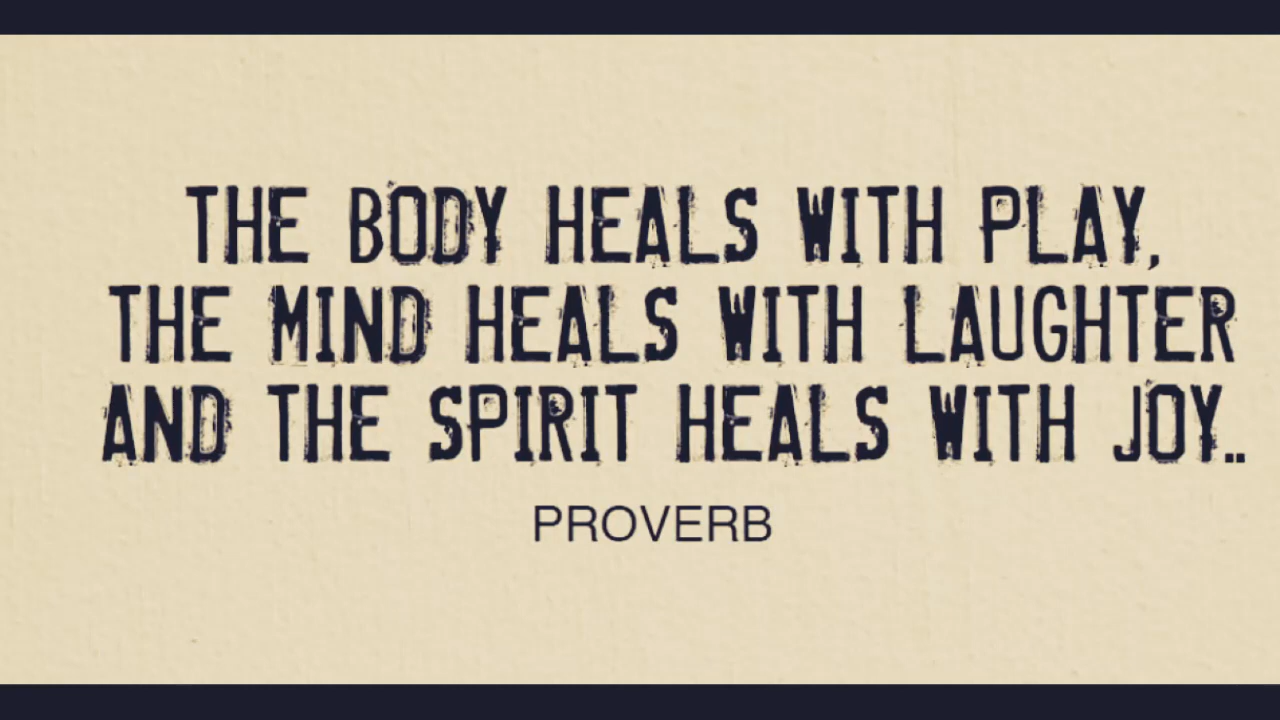 THE BODY HEALS WITH PLAY,
THE MIND HEALS WITH LAUGHTER
AND THE SPIRIT HEALS WITH JOY..
PROVERB